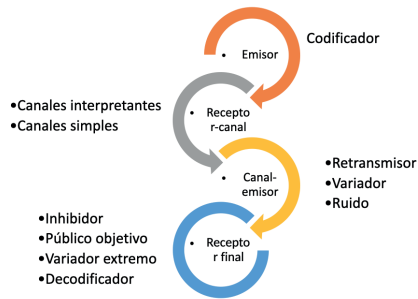 • Emisor
Codificador
•Canales interpretantes
•Canales simples
• Recepto
r-canal
• Canal-
emisor
•Retransmisor
•Variador
•Ruido
•Inhibidor
•Público objetivo
•Variador extremo
•Decodificador
• Recepto
r final